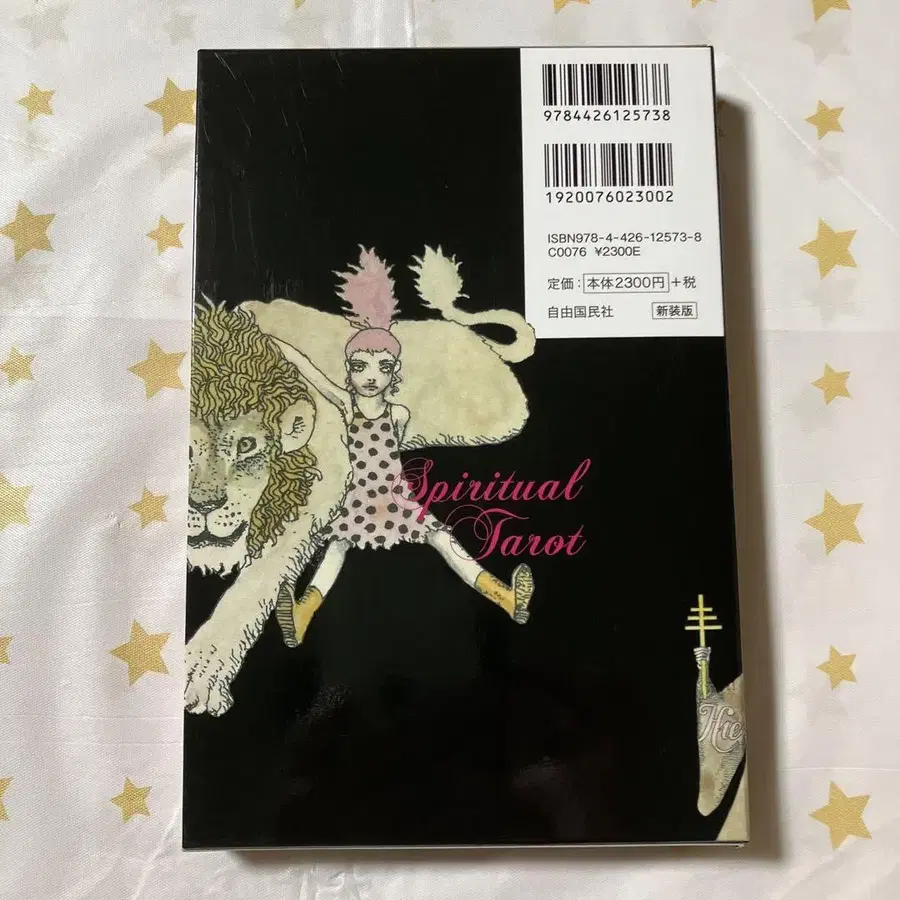 9784426125738
1920076023002
ISBN978-4-426-12573-8
C0076 ¥2300E
定価：本体2300円+税
自由国民社 新装版
Spiritual
Tarot
Hie